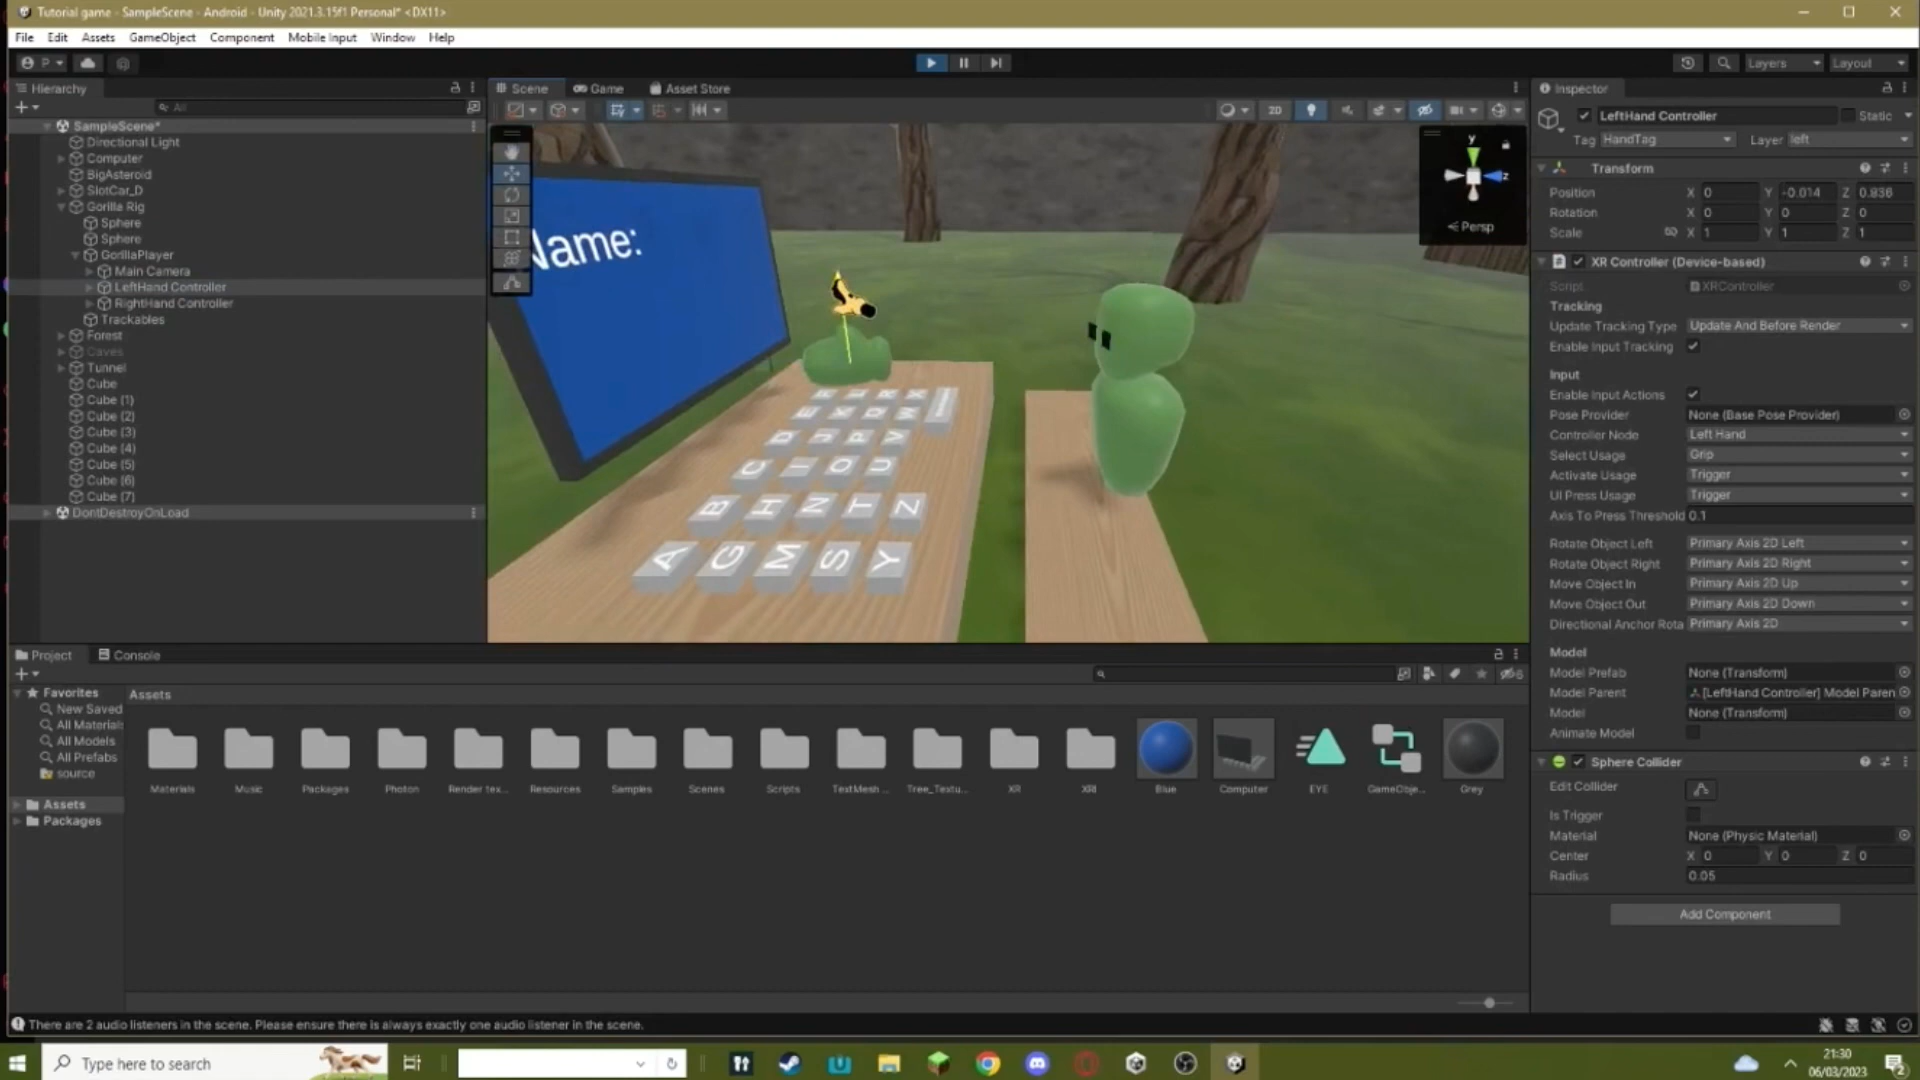 Tutorial game - SampleScene - Android - Unity 2021.3.15f1 Personal* <DX11>
File Edit Assets GameObject Component Mobile Input Window Help
P Layers Layout
Hierarchy
All
SampleScene*
Directional Light
Computer
BigAsteroid
SlotCar_D
Gorilla Rig
Sphere
Sphere
GorillaPlayer
Main Camera
LeftHand Controller
RightHand Controller
Trackables
Forest
Caves
Tunnel
Cube
Cube (1)
Cube (2)
Cube (3)
Cube (4)
Cube (5)
Cube (6)
Cube (7)
DontDestroyOnLoad
Scene Game Asset Store
2D
y
z
Persp
Name:
F L R X
E K Q W
D J P V
C I O U
B H N T Z
A G M S Y
Inspector
LeftHand Controller Static
Tag HandTag Layer left
Transform
Position X 0 Y -0.014 Z 0.836
Rotation X 0 Y 0 Z 0
Scale X 1 Y 1 Z 1
XR Controller (Device-based)
Script XRController
Tracking
Update Tracking Type Update And Before Render
Enable Input Tracking
Input
Enable Input Actions
Pose Provider None (Base Pose Provider)
Controller Node Left Hand
Select Usage Grip
Activate Usage Trigger
UI Press Usage Trigger
Axis To Press Threshold 0.1
Rotate Object Left Primary Axis 2D Left
Rotate Object Right Primary Axis 2D Right
Move Object In Primary Axis 2D Up
Move Object Out Primary Axis 2D Down
Directional Anchor Rota Primary Axis 2D
Model
Model Prefab None (Transform)
Model Parent [LeftHand Controller] Model Paren
Model None (Transform)
Animate Model
Sphere Collider
Edit Collider
Is Trigger
Material None (Physic Material)
Center X 0 Y 0 Z 0
Radius 0.05
Add Component
Project Console
Favorites
New Saved
All Materials
All Models
All Prefabs
source
Assets
Packages
Assets
Materials Music Packages Photon Render tex... Resources Samples Scenes Scripts TextMesh ... Tree_Textu... XR XRI Blue Computer EYE GameObje... Grey
There are 2 audio listeners in the scene. Please ensure there is always exactly one audio listener in the scene.
Type here to search
21:30
06/03/2023
2